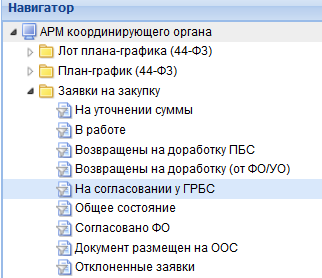 Навигатор
АРМ координирующего органа
Лот плана-графика (44-ФЗ)
План-график (44-ФЗ)
Заявки на закупку
На уточнении суммы
В работе
Возвращены на доработку ПБС
Возвращены на доработку (от ФО/УО)
На согласовании у ГРБС
Общее состояние
Согласовано ФО
Документ размещен на ООС
Отклоненные заявки